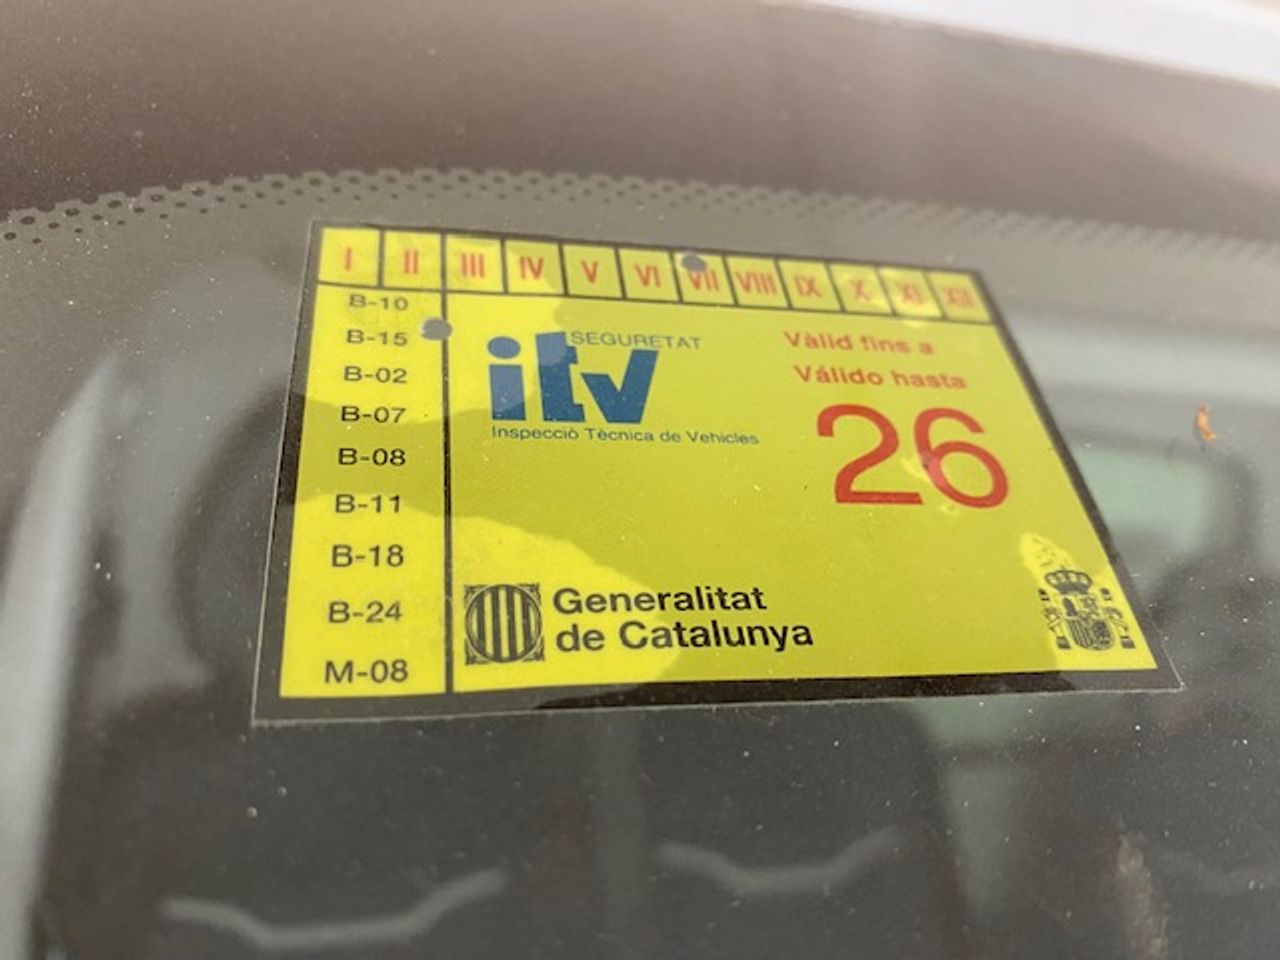 I II III IV V VI VII VIII IX X XI XII
B-10
B-15
B-02
B-07
B-08
B-11
B-18
B-24
M-08
SEGURETAT
itv
Inspecció Tècnica de Vehicles
Vàlid fins a
Válido hasta
26
Generalitat
de Catalunya